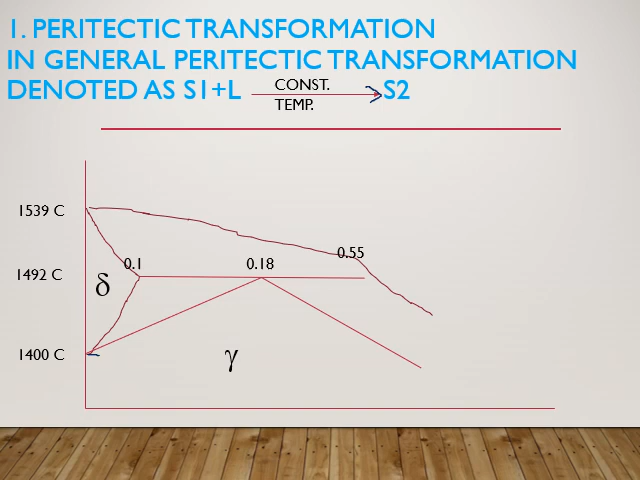 1. PERITECTIC TRANSFORMATION
IN GENERAL PERITECTIC TRANSFORMATION
DENOTED AS S1+L CONST. TEMP. S2
1539 C
0.55
0.1
0.18
1492 C
δ
1400 C
γ